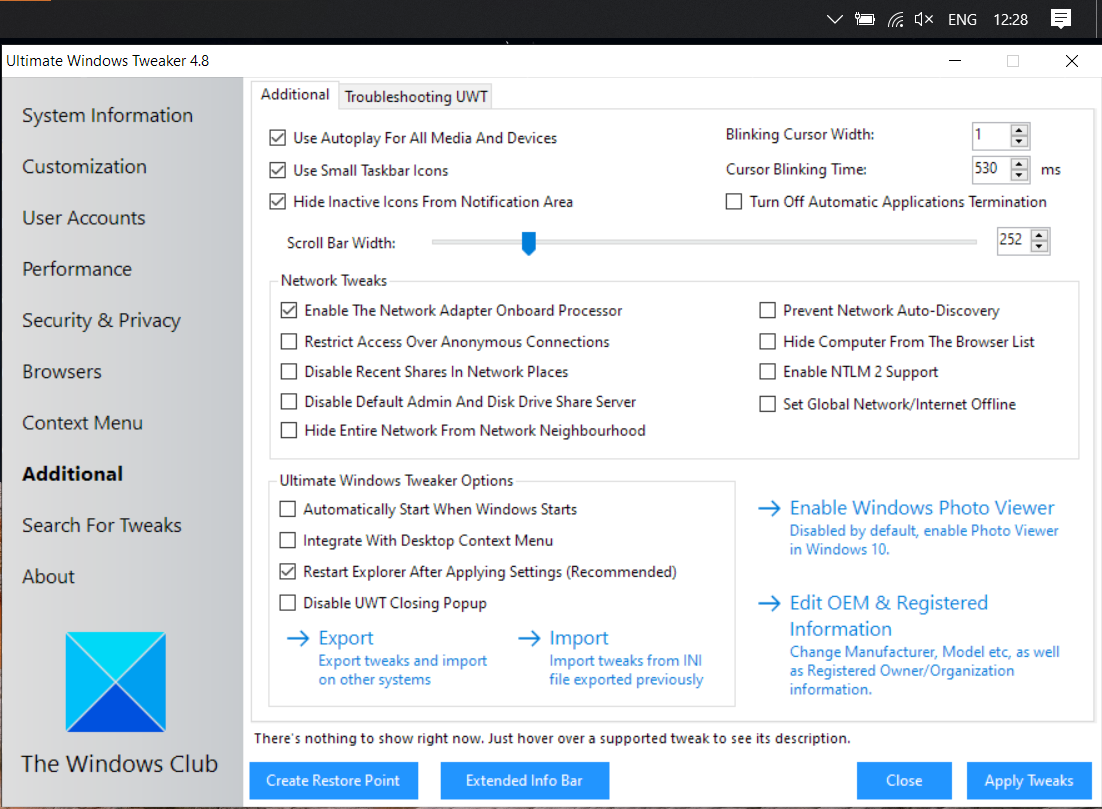 ENG 12:28
Ultimate Windows Tweaker 4.8
System Information
Customization
User Accounts
Performance
Security & Privacy
Browsers
Context Menu
Additional
Search For Tweaks
About
The Windows Club
Additional
Troubleshooting UWT
Use Autoplay For All Media And Devices
Use Small Taskbar Icons
Hide Inactive Icons From Notification Area
Blinking Cursor Width: 1
Cursor Blinking Time: 530 ms
Turn Off Automatic Applications Termination
Scroll Bar Width: 252
Network Tweaks
Enable The Network Adapter Onboard Processor
Restrict Access Over Anonymous Connections
Disable Recent Shares In Network Places
Disable Default Admin And Disk Drive Share Server
Hide Entire Network From Network Neighbourhood
Prevent Network Auto-Discovery
Hide Computer From The Browser List
Enable NTLM 2 Support
Set Global Network/Internet Offline
Ultimate Windows Tweaker Options
Automatically Start When Windows Starts
Integrate With Desktop Context Menu
Restart Explorer After Applying Settings (Recommended)
Disable UWT Closing Popup
Export
Export tweaks and import
on other systems
Import
Import tweaks from INI
file exported previously
Enable Windows Photo Viewer
Disabled by default, enable Photo Viewer
in Windows 10.
Edit OEM & Registered
Information
Change Manufacturer, Model etc, as well
as Registered Owner/Organization
information.
There's nothing to show right now. Just hover over a supported tweak to see its description.
Create Restore Point
Extended Info Bar
Close
Apply Tweaks